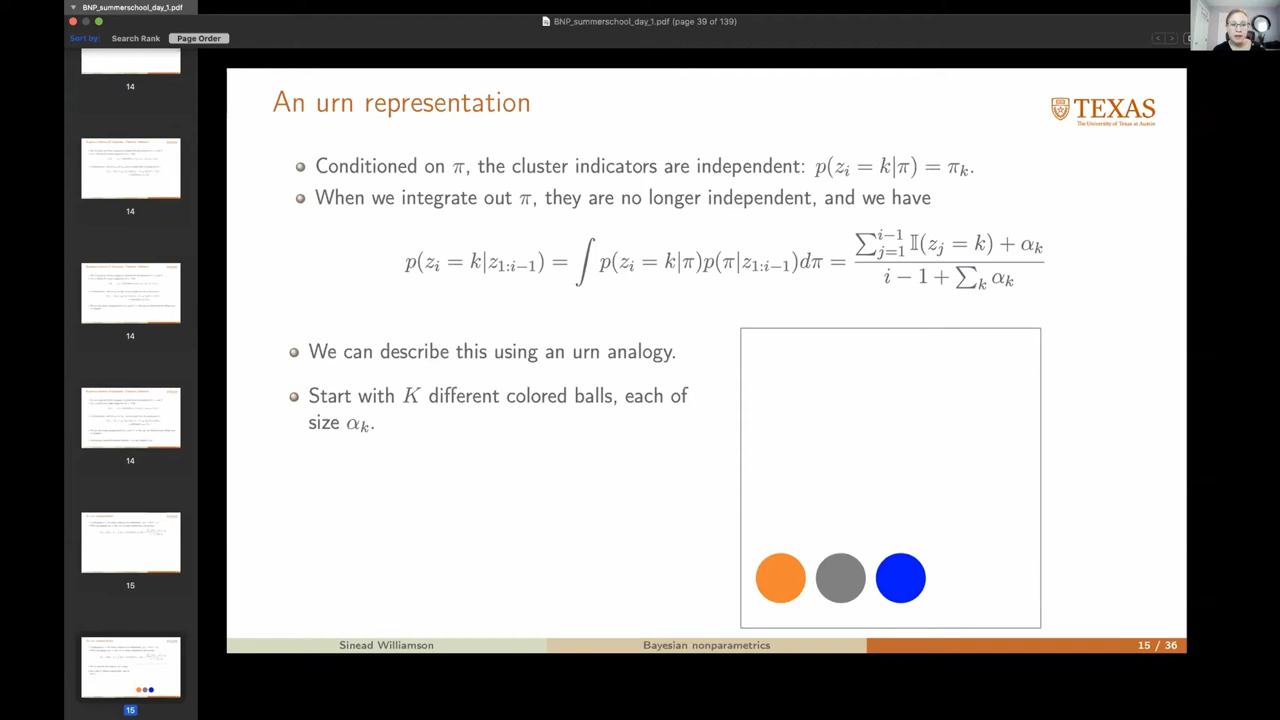 BNP_summerschool_day_1.pdf
BNP_summerschool_day_1.pdf (page 39 of 139)
Sort by: Search Rank Page Order
14
14
14
14
15
15
An urn representation
TEXAS
The University of Texas at Austin
Conditioned on π, the cluster indicators are independent: p(z_i = k|π) = π_k.
When we integrate out π, they are no longer independent, and we have
p(z_i = k|z_{1:i−1}) = ∫ p(z_i = k|π)p(π|z_{1:i−1})dπ = \frac{∑_{j=1}^{i−1} 𝕀(z_j = k) + α_k}{i − 1 + ∑_k α_k}
We can describe this using an urn analogy.
Start with K different colored balls, each of
size α_k.
Sinead Williamson Bayesian nonparametrics 15 / 36